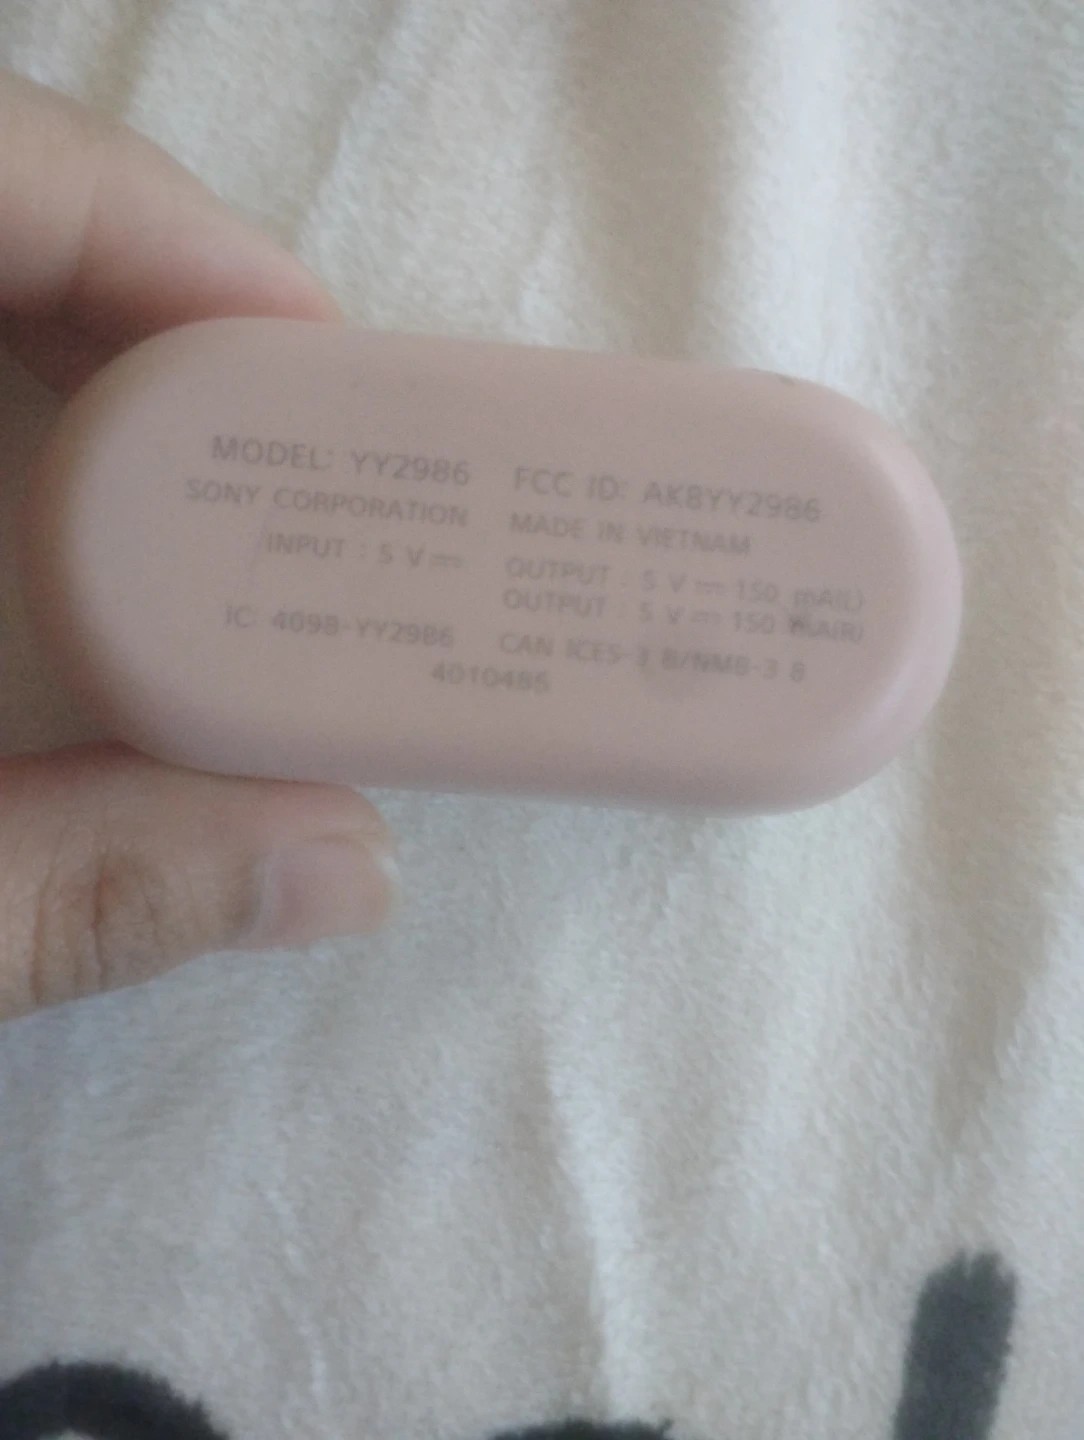 MODEL: YY2986 FCC ID: AK8YY2986
SONY CORPORATION MADE IN VIETNAM
INPUT : 5 V⎓ OUTPUT : 5 V ⎓ 150 mA(L)
OUTPUT : 5 V ⎓ 150 mA(R)
IC: 4098-YY2986 CAN ICES-3 B/NMB-3 B
4010485